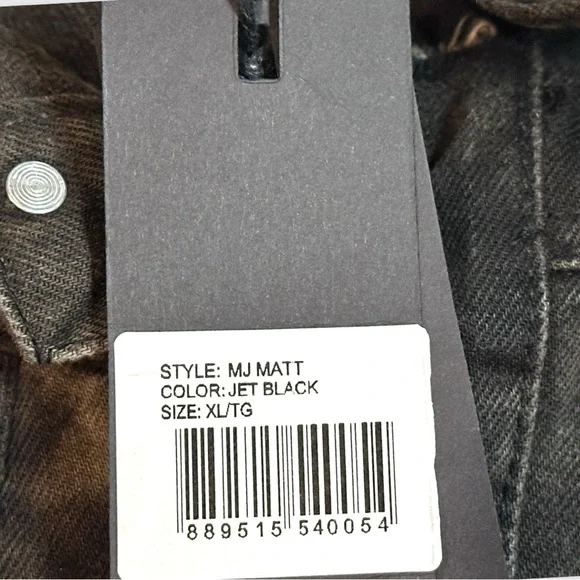 STYLE: MJ MATT
COLOR: JET BLACK
SIZE: XL/TG
889515 540054